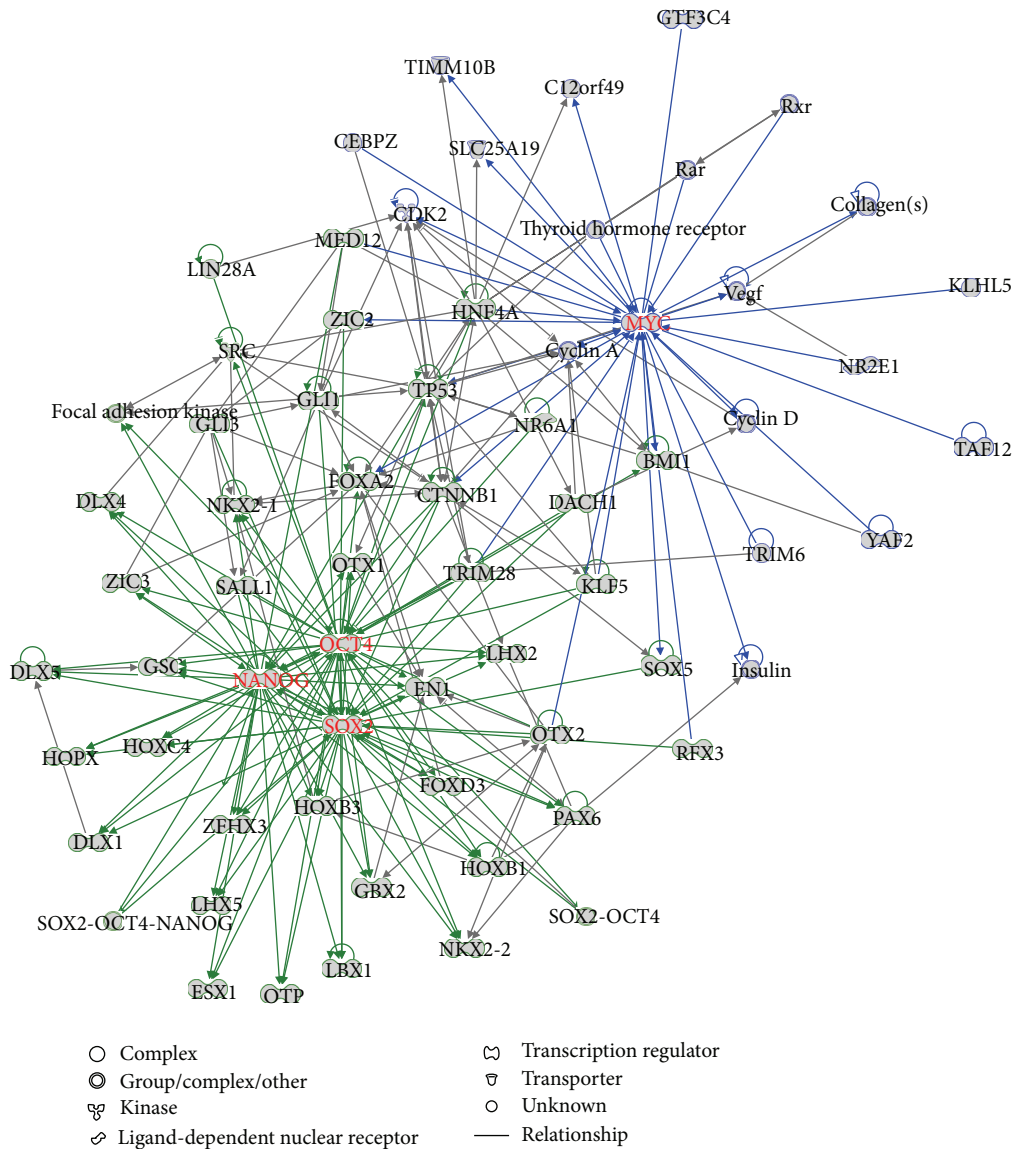 GTF3C4
TIMM10B
C12orf49
Rxr
CEBPZ
SLC25A19
Rar
CDK2
Collagen(s)
Thyroid hormone receptor
MED12
LIN28A
KLHL5
Vegf
HNF4A
ZIC2
MYC
SRC
Cyclin A
NR2E1
TP53
GLI1
Focal adhesion kinase
GLI3
NR6A1
Cyclin D
TAF12
BMI1
FOXA2
CTNNB1
DLX4
NKX2-1
DACH1
YAF2
TRIM6
OTX1
TRIM28
ZIC3
SALL1
KLF5
OCT4
LHX2
GSC
DLX5
NANOG
EN1
SOX5
Insulin
SOX2
OTX2
HOXC4
HOPX
RFX3
FOXD3
HOXB3
PAX6
ZFHX3
DLX1
HOXB1
GBX2
LHX5
SOX2-OCT4
SOX2-OCT4-NANOG
NKX2-2
LBX1
ESX1
OTP
Complex
Group/complex/other
Kinase
Ligand-dependent nuclear receptor
Transcription regulator
Transporter
Unknown
Relationship